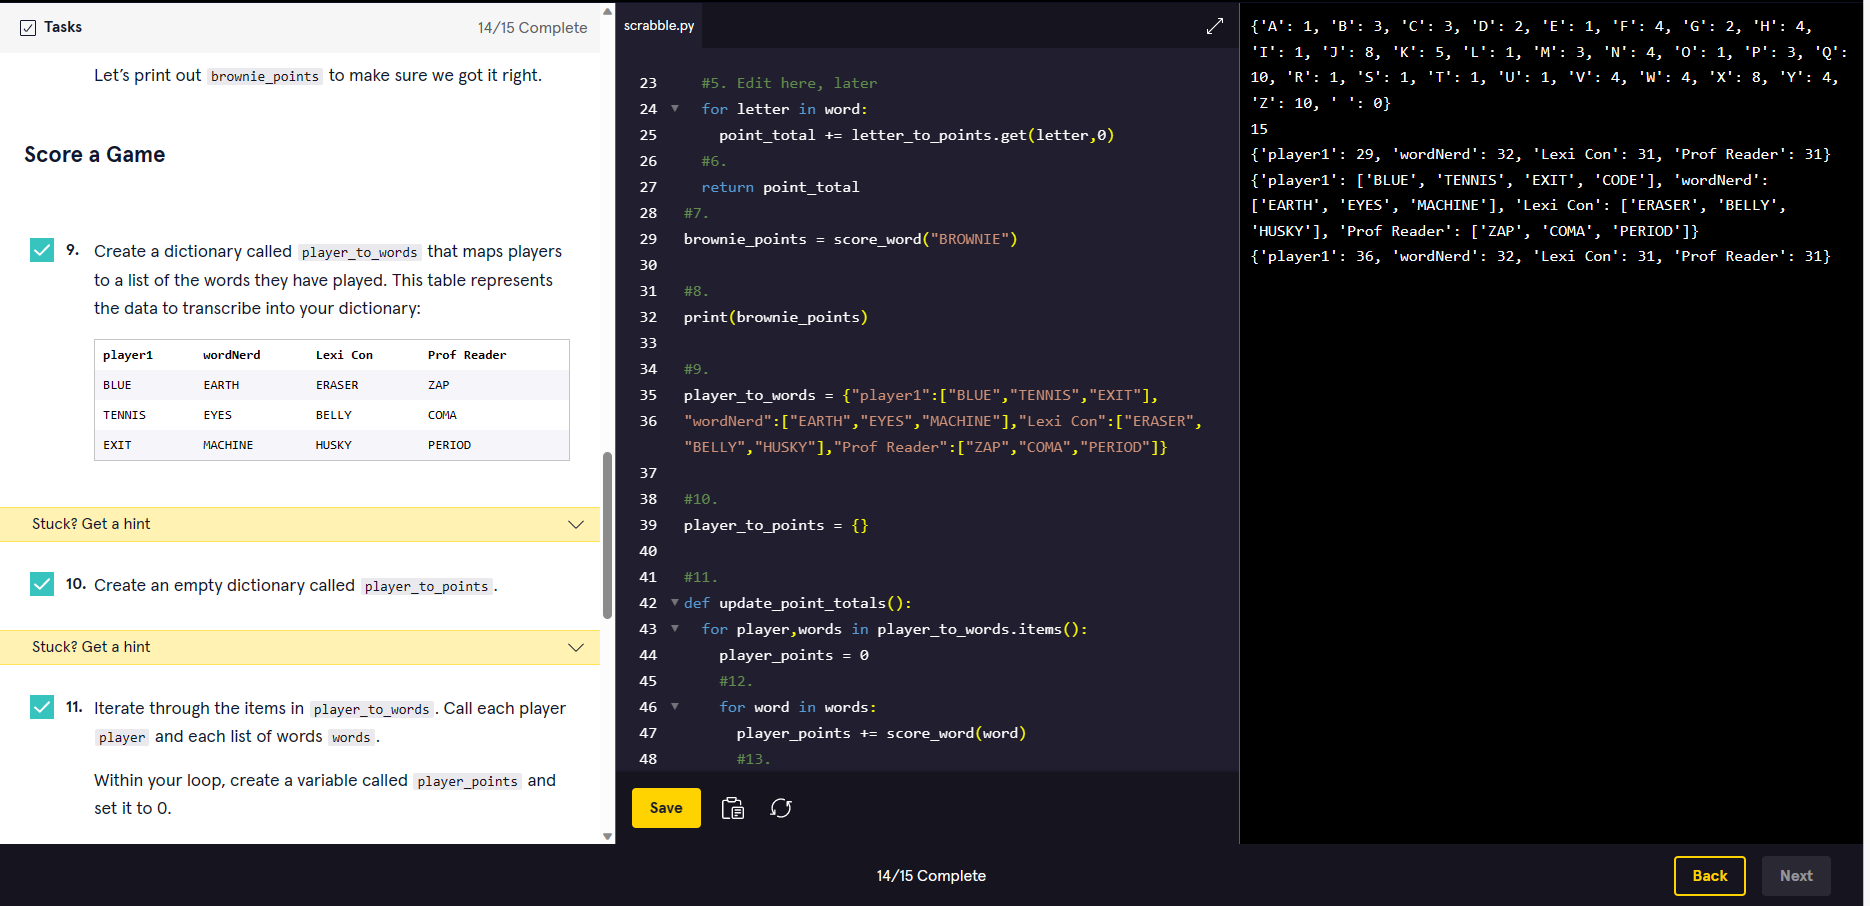 Tasks
14/15 Complete
Let’s print out brownie_points to make sure we got it right.
Score a Game
9. Create a dictionary called player_to_words that maps players
to a list of the words they have played. This table represents
the data to transcribe into your dictionary:
player1 wordNerd Lexi Con Prof Reader
BLUE EARTH ERASER ZAP
TENNIS EYES BELLY COMA
EXIT MACHINE HUSKY PERIOD
Stuck? Get a hint
10. Create an empty dictionary called player_to_points.
Stuck? Get a hint
11. Iterate through the items in player_to_words. Call each player
player and each list of words words.
Within your loop, create a variable called player_points and
set it to 0.
scrabble.py
23 #5. Edit here, later
24 for letter in word:
25 point_total += letter_to_points.get(letter,0)
26 #6.
27 return point_total
28 #7.
29 brownie_points = score_word("BROWNIE")
30
31 #8.
32 print(brownie_points)
33
34 #9.
35 player_to_words = {"player1":["BLUE","TENNIS","EXIT"],
36 "wordNerd":["EARTH","EYES","MACHINE"],"Lexi Con":["ERASER",
"BELLY","HUSKY"],"Prof Reader":["ZAP","COMA","PERIOD"]}
37
38 #10.
39 player_to_points = {}
40
41 #11.
42 def update_point_totals():
43 for player,words in player_to_words.items():
44 player_points = 0
45 #12.
46 for word in words:
47 player_points += score_word(word)
48 #13.
Save
{'A': 1, 'B': 3, 'C': 3, 'D': 2, 'E': 1, 'F': 4, 'G': 2, 'H': 4,
'I': 1, 'J': 8, 'K': 5, 'L': 1, 'M': 3, 'N': 4, 'O': 1, 'P': 3, 'Q':
10, 'R': 1, 'S': 1, 'T': 1, 'U': 1, 'V': 4, 'W': 4, 'X': 8, 'Y': 4,
'Z': 10, ' ': 0}
15
{'player1': 29, 'wordNerd': 32, 'Lexi Con': 31, 'Prof Reader': 31}
{'player1': ['BLUE', 'TENNIS', 'EXIT', 'CODE'], 'wordNerd':
['EARTH', 'EYES', 'MACHINE'], 'Lexi Con': ['ERASER', 'BELLY',
'HUSKY'], 'Prof Reader': ['ZAP', 'COMA', 'PERIOD']}
{'player1': 36, 'wordNerd': 32, 'Lexi Con': 31, 'Prof Reader': 31}
14/15 Complete
Back
Next